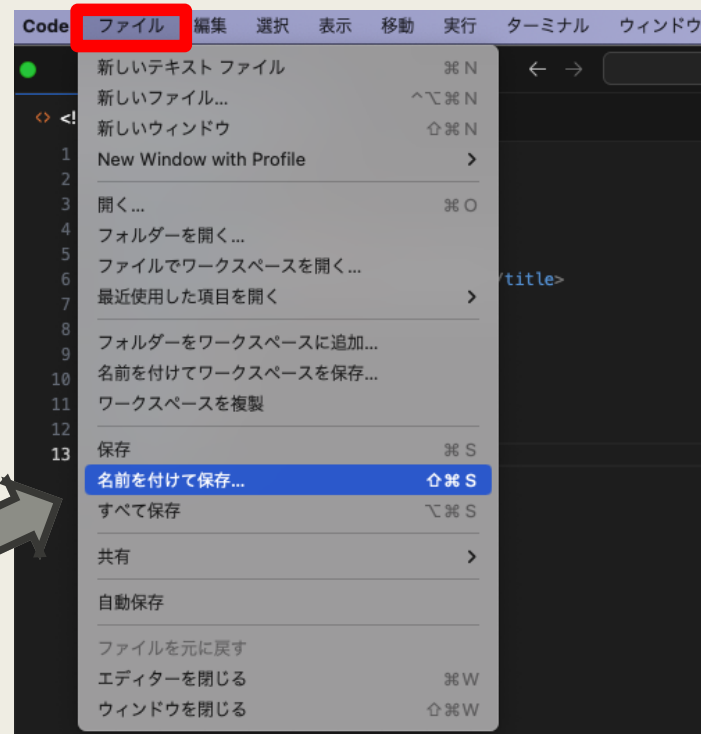 Code ファイル 編集 選択 表示 移動 実行 ターミナル ウィンドウ
新しいテキスト ファイル ⌘ N
新しいファイル... ^⌥⌘ N
新しいウィンドウ ⇧⌘ N
New Window with Profile >
開く... ⌘ O
フォルダーを開く...
ファイルでワークスペースを開く...
最近使用した項目を開く >
フォルダーをワークスペースに追加...
名前を付けてワークスペースを保存...
ワークスペースを複製
保存 ⌘ S
名前を付けて保存... ⇧⌘ S
すべて保存 ⌥⌘ S
共有 >
自動保存
ファイルを元に戻す
エディターを閉じる ⌘W
ウィンドウを閉じる ⇧⌘W
← →
<> <!
1
2
3
4
5
6 /title>
7
8
9
10
11
12
13